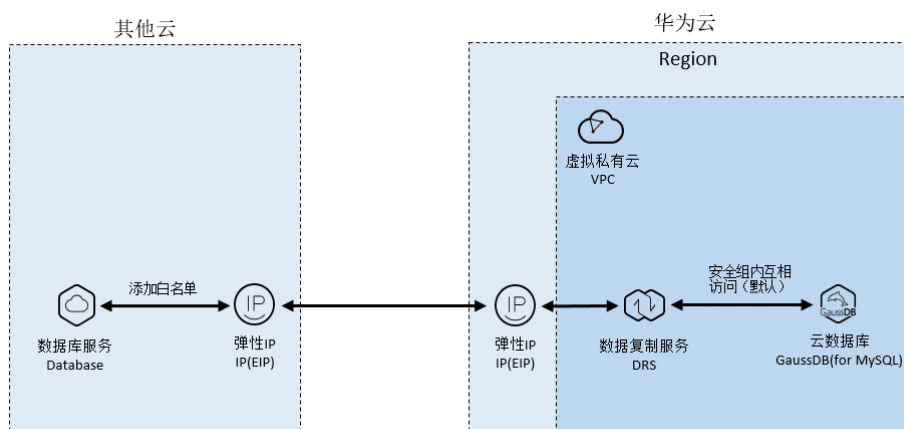 其他云
华为云
Region
虚拟私有云
VPC
添加白名单
安全组内互相
访问（默认）
IP
IP
GaussDB
数据库服务
Database
弹性IP
IP(EIP)
弹性IP
IP(EIP)
数据复制服务
DRS
云数据库
GaussDB(for MySQL)